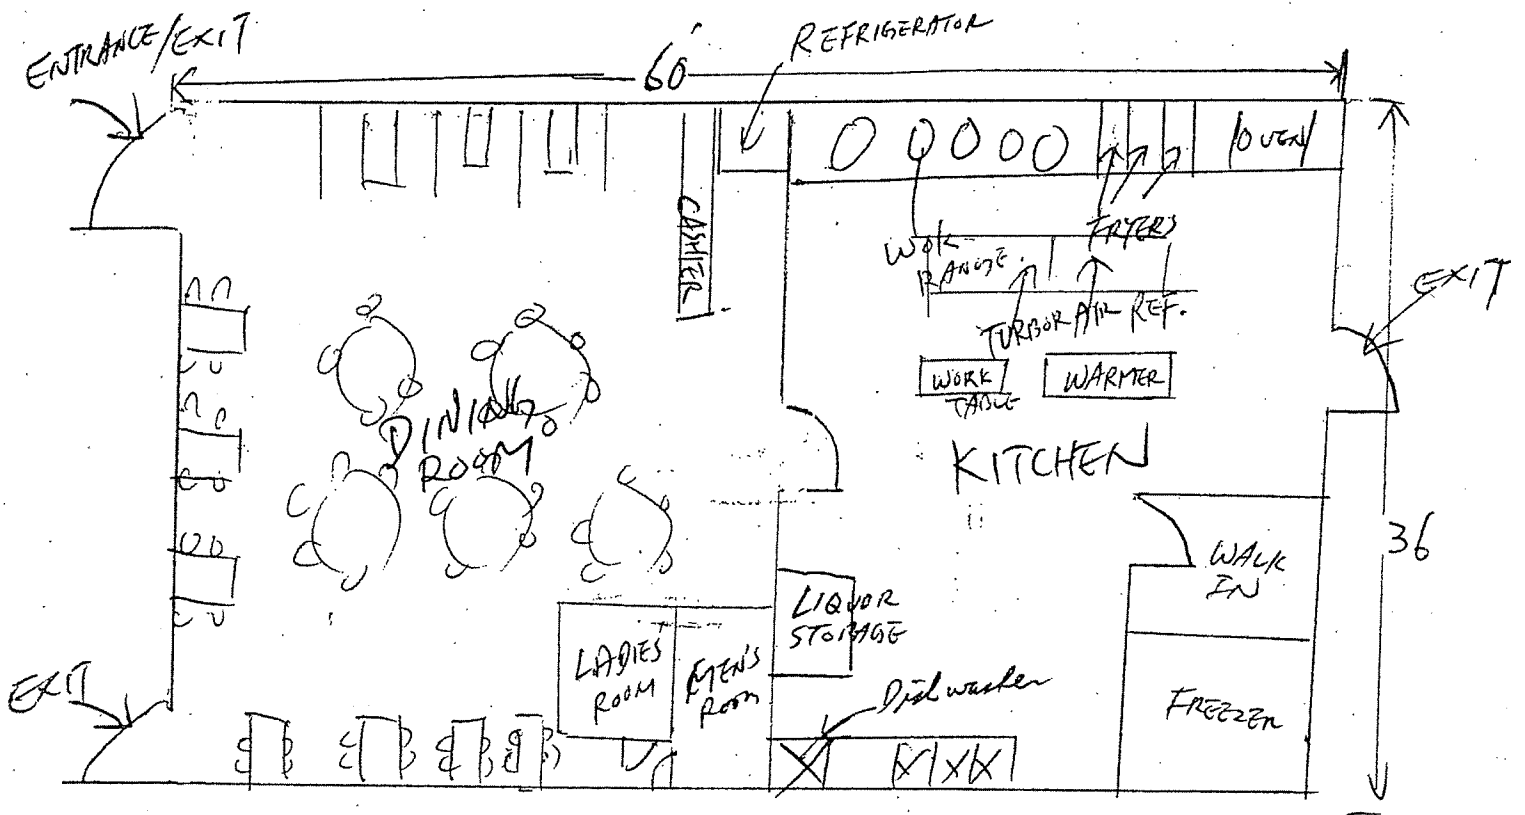 ENTRANCE/EXIT
60'
REFRIGERATOR
OVEN
CASHIER
FRYERS
WOK
RANGE.
EXIT
TURBOR AIR REF.
WORK
TABLE
WARMER
DINING
ROOM
KITCHEN
36
WALK
IN
LIQUOR
STORAGE
LADIES'
ROOM
MEN'S
ROOM
EXIT
Dishwasher
FREEZER